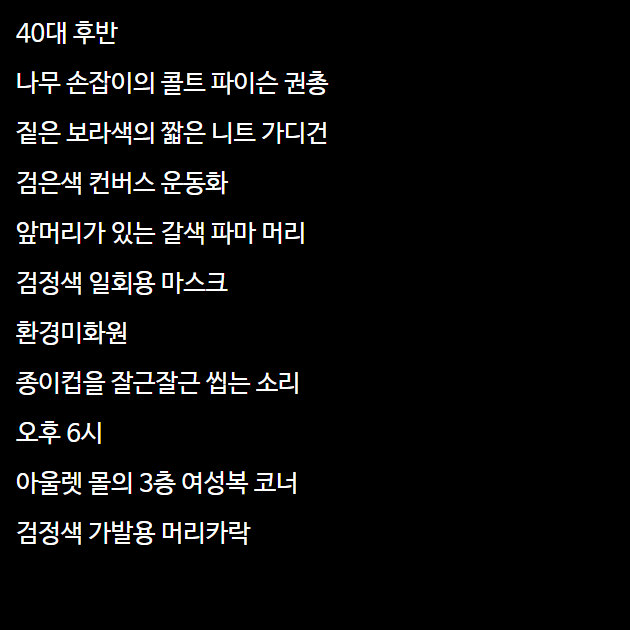 40대 후반
나무 손잡이의 콜트 파이슨 권총
짙은 보라색의 짧은 니트 가디건
검은색 컨버스 운동화
앞머리가 있는 갈색 파마 머리
검정색 일회용 마스크
환경미화원
종이컵을 잘근잘근 씹는 소리
오후 6시
아울렛 몰의 3층 여성복 코너
검정색 가발용 머리카락